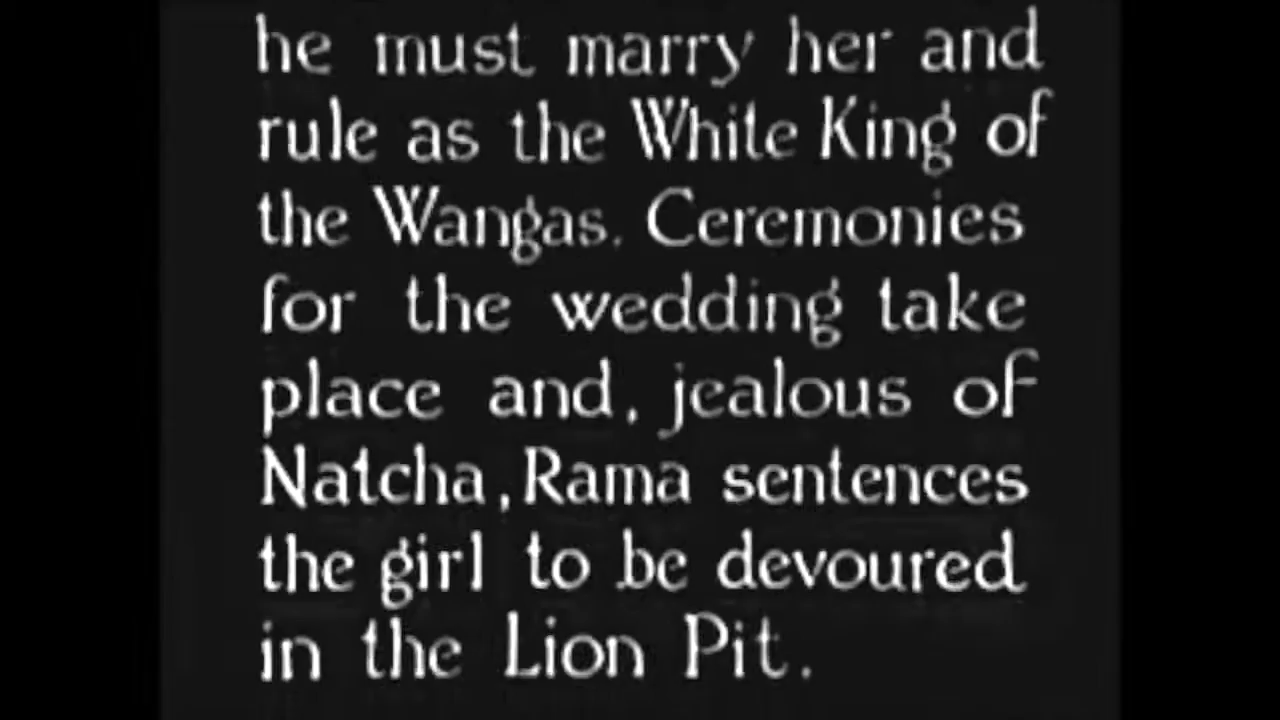 he must marry her and
rule as the White King of
the Wangas. Ceremonies
for the wedding take
place and, jealous of
Natcha, Rama sentences
the girl to be devoured
in the Lion Pit.